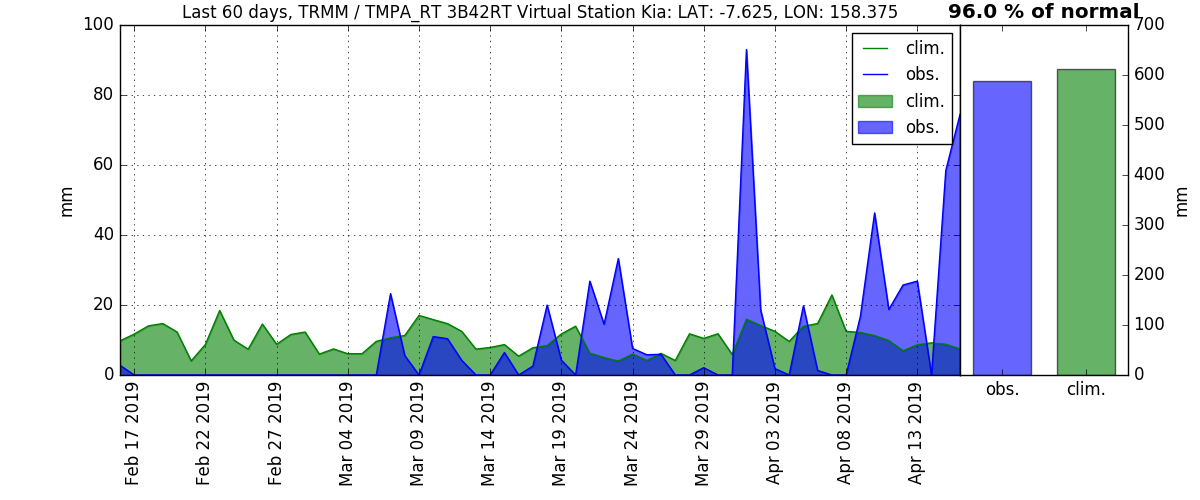 Last 60 days, TRMM / TMPA_RT 3B42RT Virtual Station Kia: LAT: -7.625, LON: 158.375
96.0 % of normal
100
80
60
40
20
0
mm
clim.
obs.
clim.
obs.
700
600
500
400
300
200
100
0
mm
Feb 17 2019
Feb 22 2019
Feb 27 2019
Mar 04 2019
Mar 09 2019
Mar 14 2019
Mar 19 2019
Mar 24 2019
Mar 29 2019
Apr 03 2019
Apr 08 2019
Apr 13 2019
obs.
clim.